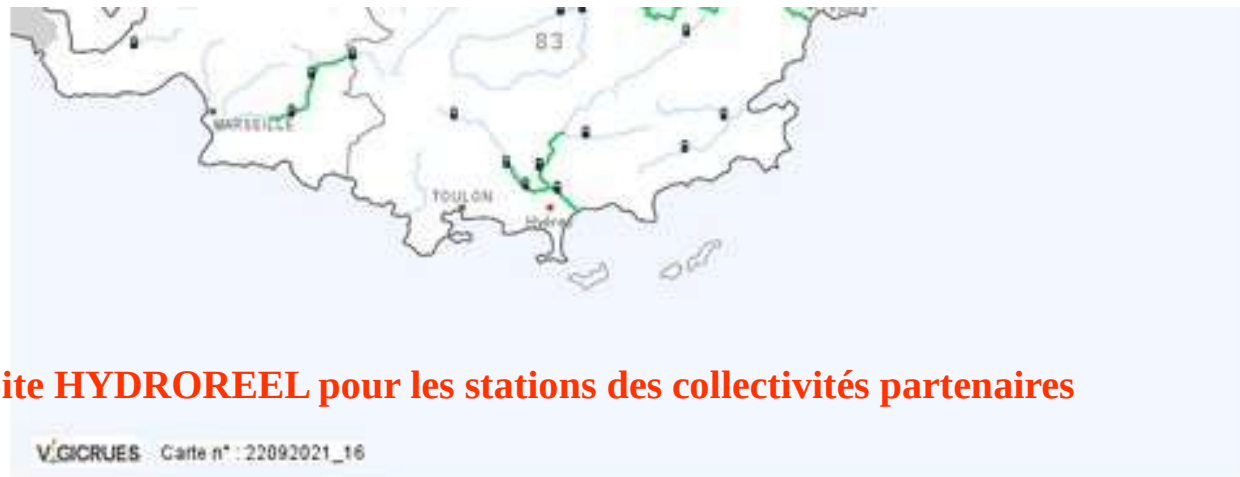 83
MARSEILLE
TOULON
ite HYDROREEL pour les stations des collectivités partenaires
VIGICRUES Carte n° : 22092021_16